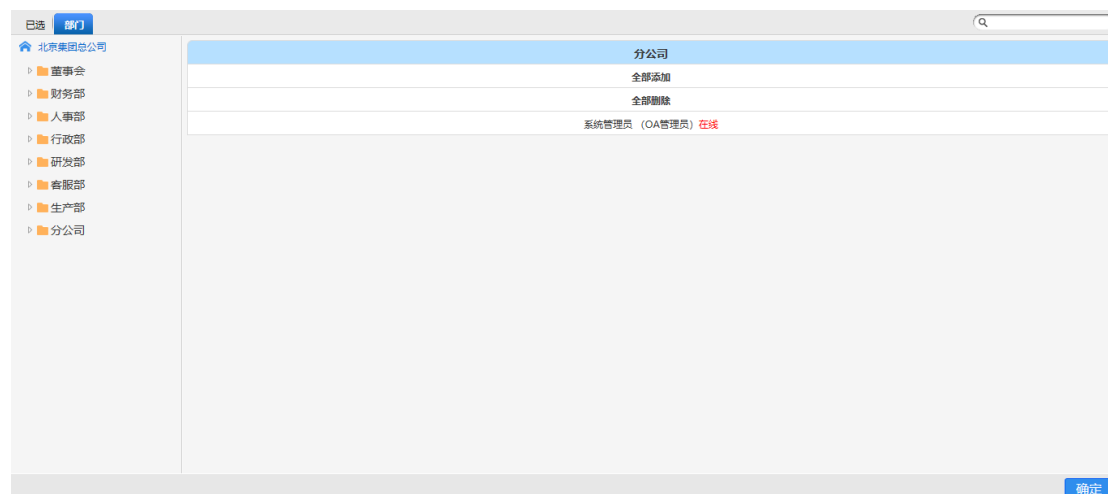 已选 部门
北京集团总公司
董事会
财务部
人事部
行政部
研发部
客服部
生产部
分公司
分公司
全部添加
全部删除
系统管理员 （OA管理员）在线
确定